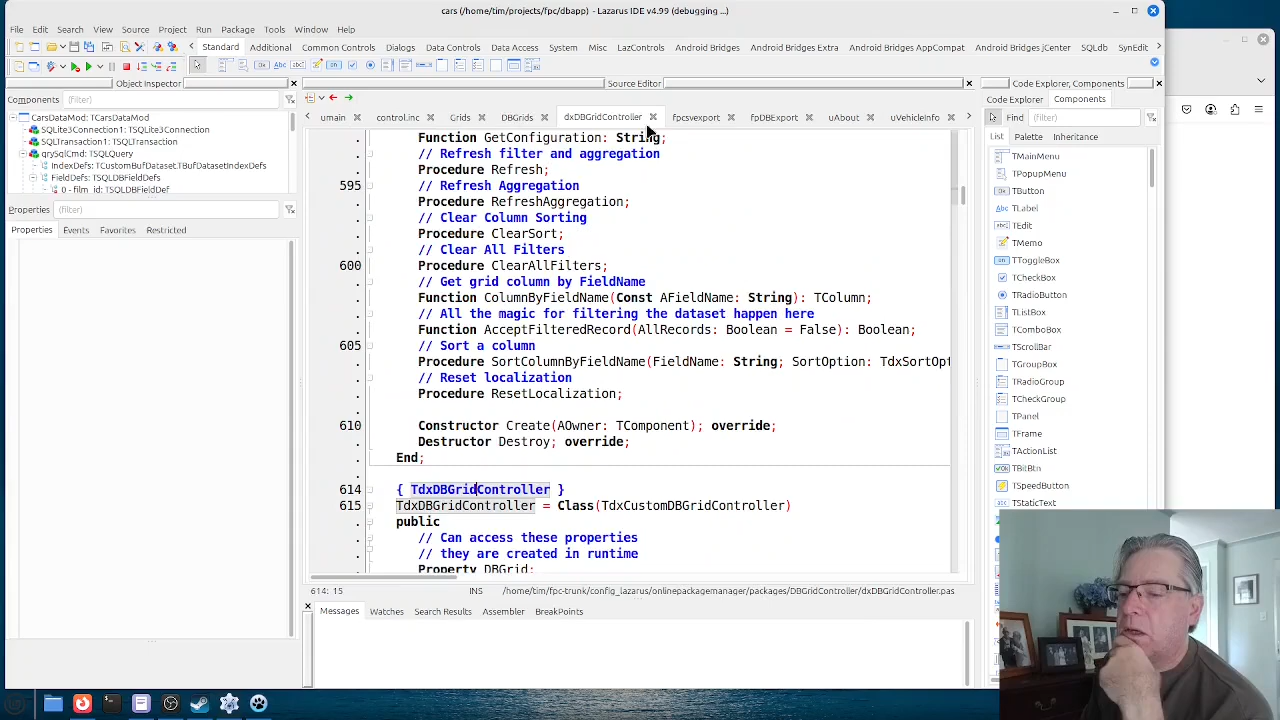 cars (/home/tim/projects/fpc/dbapp) - Lazarus IDE v4.99 (debugging ...)
File Edit Search View Source Project Run Package Tools Window Help
Standard Additional Common Controls Dialogs Data Controls Data Access System Misc LazControls Android Bridges Android Bridges Extra Android Bridges AppCompat Android Bridges jCenter SQLdb SynEdit
Object Inspector
Source Editor
Code Explorer, Components
Components (filter)
CarsDataMod: TCarsDataMod
SQLite3Connection1: TSQLite3Connection
SQLTransaction1: TSQLTransaction
qrySqlCmd: TSQLQuery
IndexDefs: TCustomBufDataset.TBufDatasetIndexDefs
FieldDefs: TSQLDBFieldDefs
0 - film_id: TSQLDBFieldDef
Properties (filter)
Properties Events Favorites Restricted
umain control.inc Grids DBGrids dxDBGridController fpcsvexport fpDBExport uAbout uVehicleInfo
. Function GetConfiguration: String;
. // Refresh filter and aggregation
. Procedure Refresh;
595 // Refresh Aggregation
. Procedure RefreshAggregation;
. // Clear Column Sorting
. Procedure ClearSort;
. // Clear All Filters
600 Procedure ClearAllFilters;
. // Get grid column by FieldName
. Function ColumnByFieldName(Const AFieldName: String): TColumn;
. // All the magic for filtering the dataset happen here
. Function AcceptFilteredRecord(AllRecords: Boolean = False): Boolean;
605 // Sort a column
. Procedure SortColumnByFieldName(FieldName: String; SortOption: TdxSortOpt
. // Reset localization
. Procedure ResetLocalization;
.
610 Constructor Create(AOwner: TComponent); override;
. Destructor Destroy; override;
. End;
.
614 { TdxDBGridController }
615 TdxDBGridController = Class(TdxCustomDBGridController)
. public
. // Can access these properties
. // they are created in runtime
. Property DBGrid;
614: 15 INS /home/tim/fpc-trunk/config_lazarus/onlinepackagemanager/packages/DBGridController/dxDBGridController.pas
Messages Watches Search Results Assembler BreakPoints
Code Explorer Components
Find (filter)
List Palette Inheritance
TMainMenu
TPopupMenu
TButton
TLabel
TEdit
TMemo
TToggleBox
TCheckBox
TRadioButton
TListBox
TComboBox
TScrollBar
TGroupBox
TRadioGroup
TCheckGroup
TPanel
TFrame
TActionList
TBitBtn
TSpeedButton
TStaticText